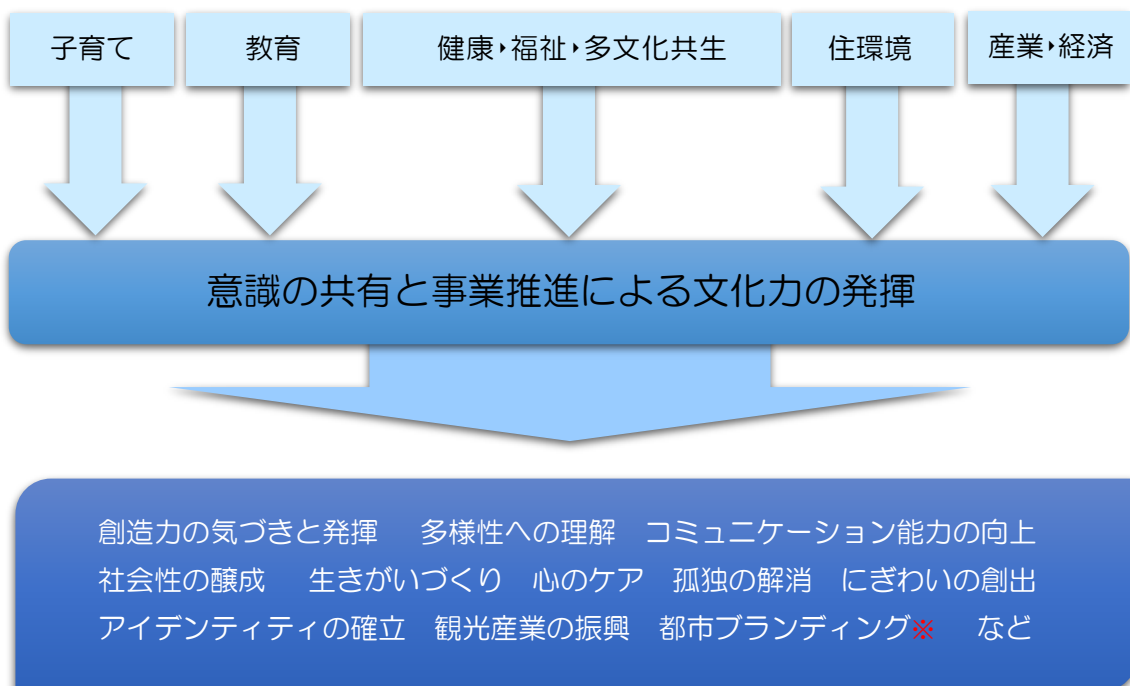 子育て
教育
健康・福祉・多文化共生
住環境
産業・経済
意識の共有と事業推進による文化力の発揮
創造力の気づきと発揮 多様性への理解 コミュニケーション能力の向上
社会性の醸成 生きがいづくり 心のケア 孤独の解消 にぎわいの創出
アイデンティティの確立 観光産業の振興 都市ブランディング※ など